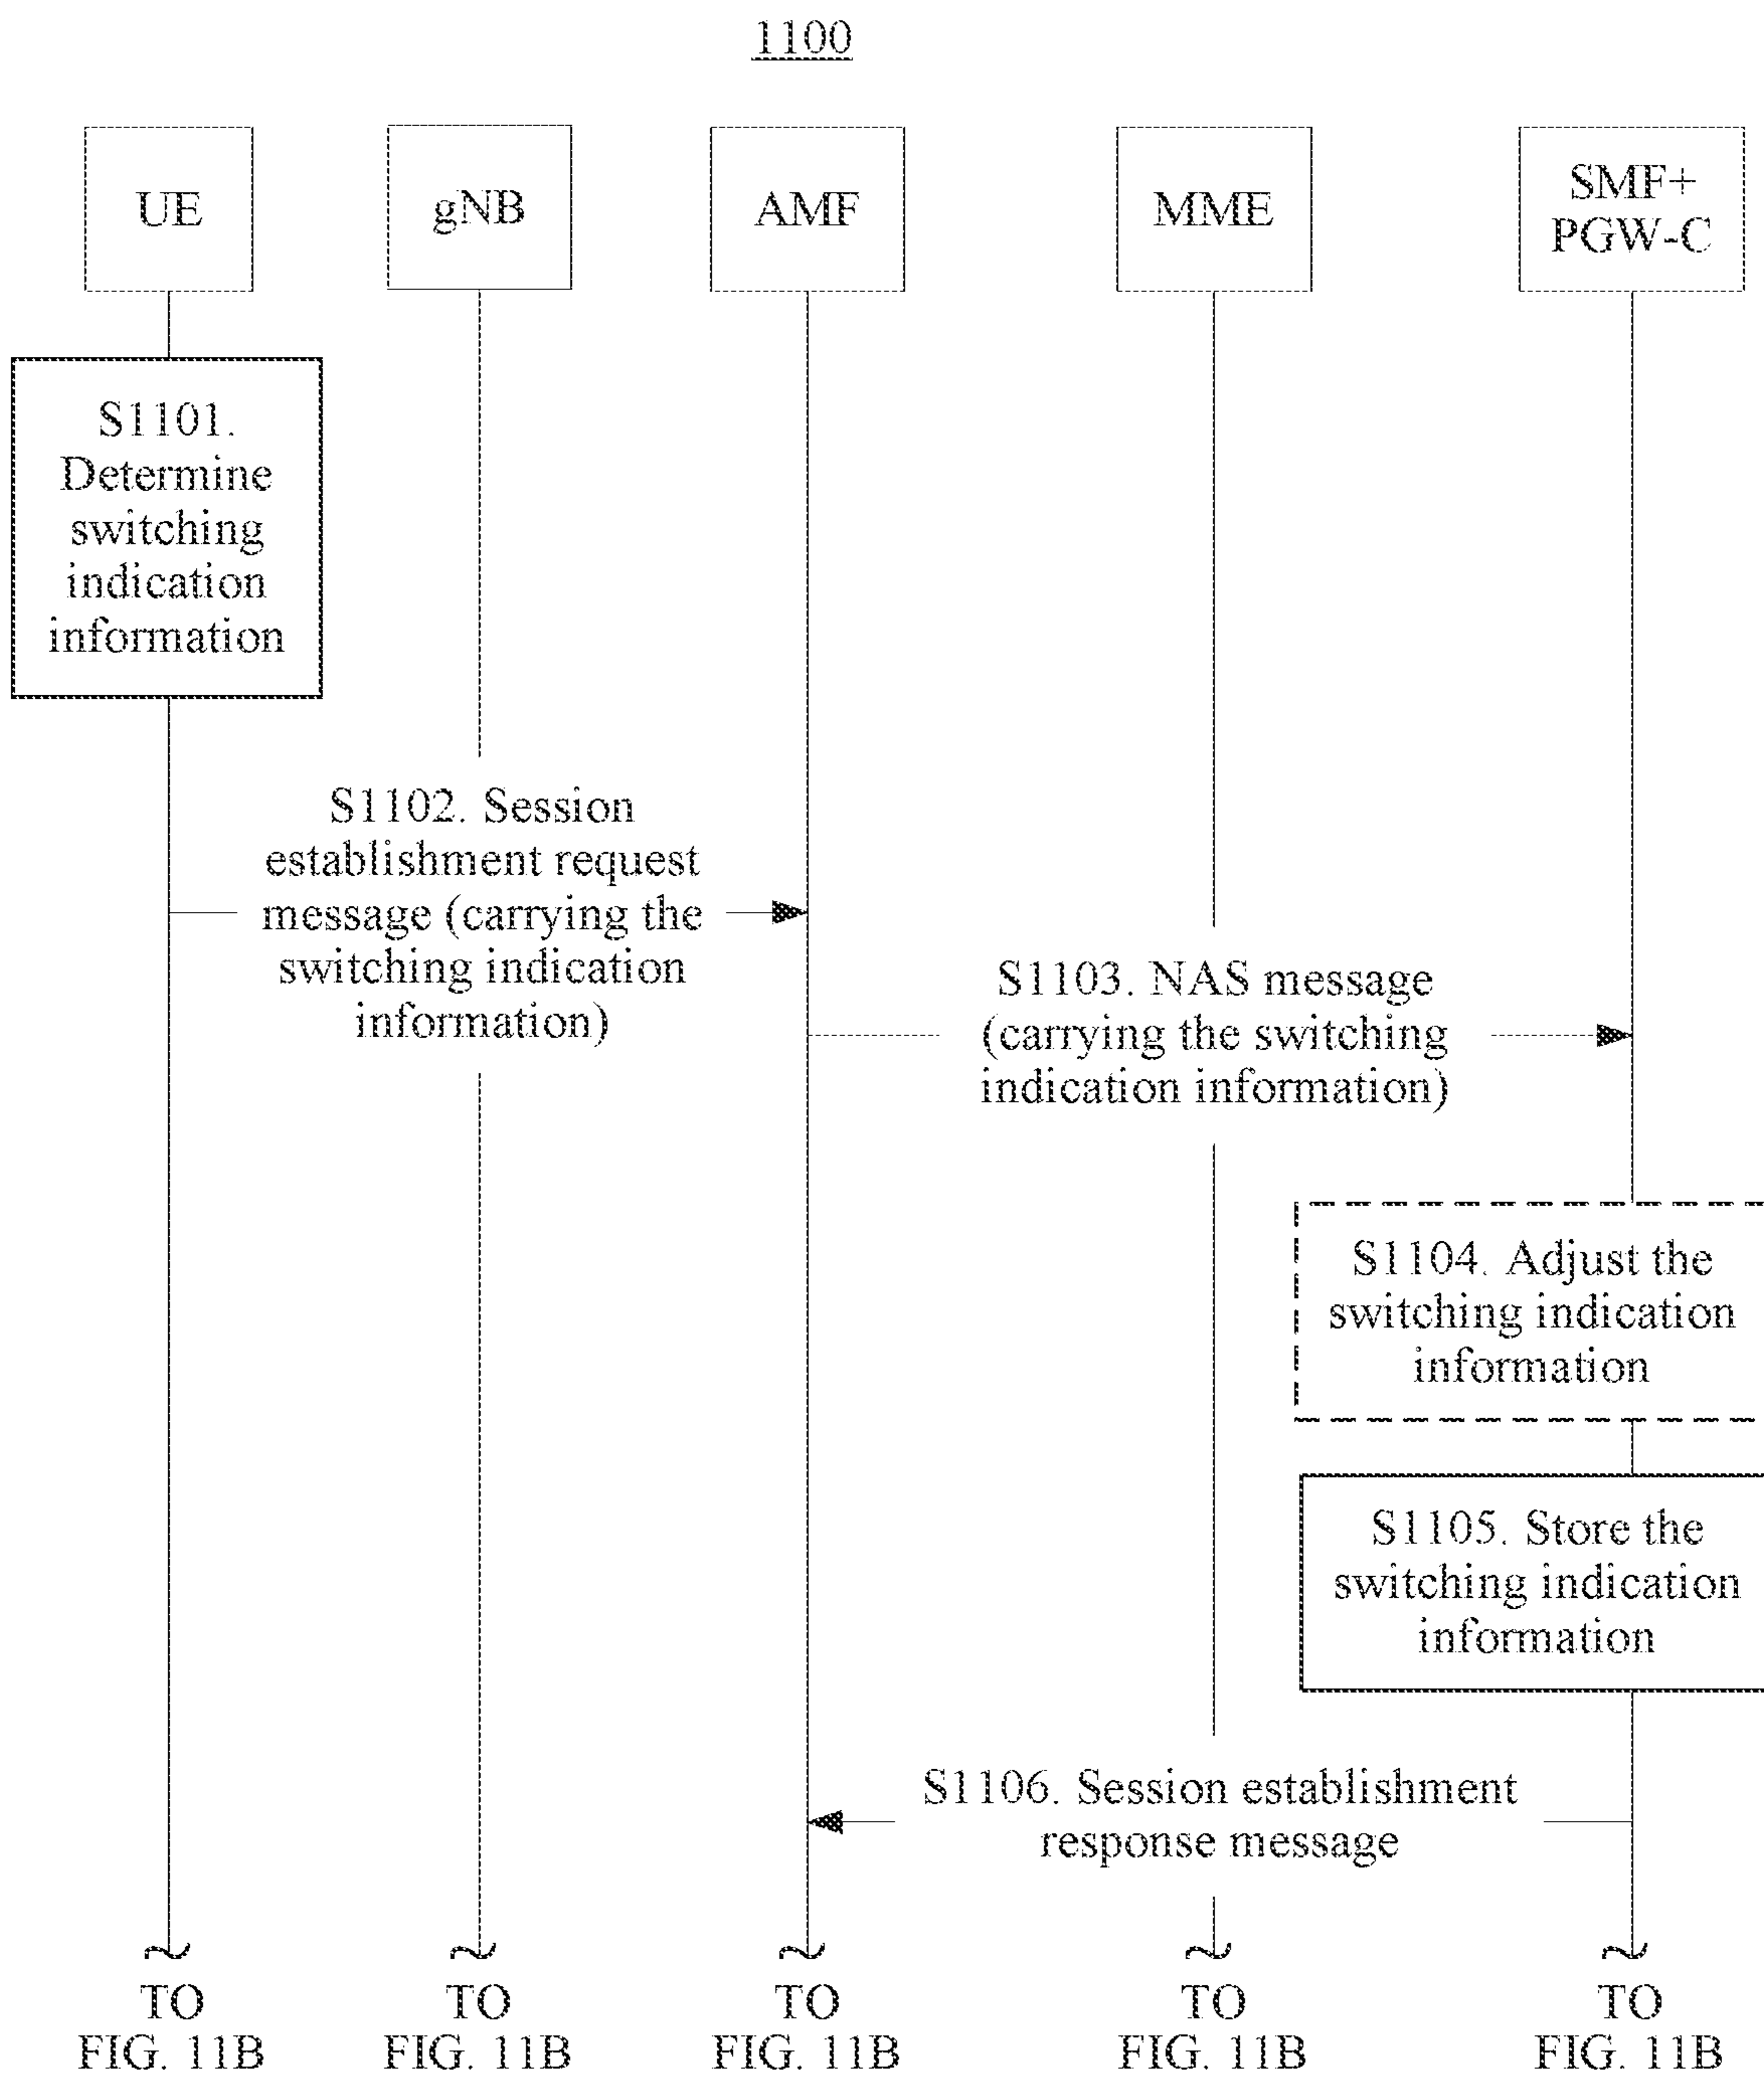 1100
UE
gNB
AMF
MME
SMF+
PGW-C
S1101.
Determine
switching
indication
information
S1102. Session
establishment request
message (carrying the
switching indication
information)
S1103. NAS message
(carrying the switching
indication information)
S1104. Adjust the
switching indication
information
S1105. Store the
switching indication
information
S1106. Session establishment
response message
TO
FIG. 11B
TO
FIG. 11B
TO
FIG. 11B
TO
FIG. 11B
TO
FIG. 11B